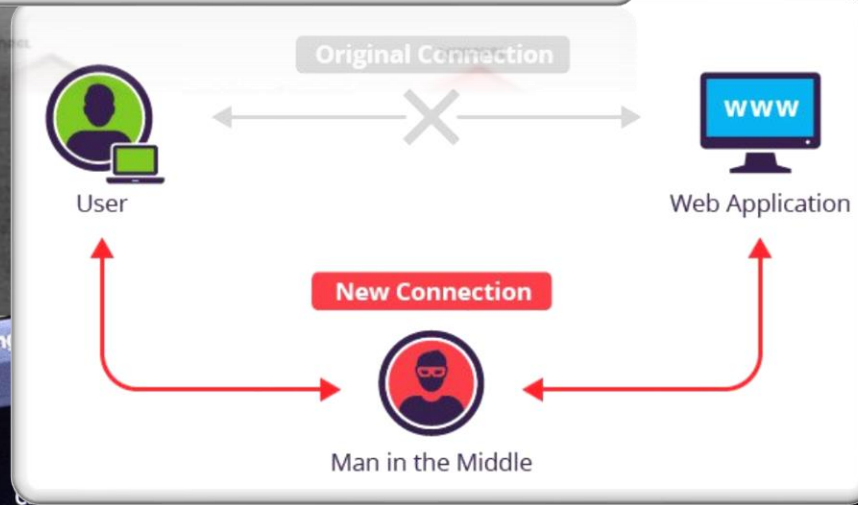 Original Connection
www
User
Web Application
New Connection
Man in the Middle